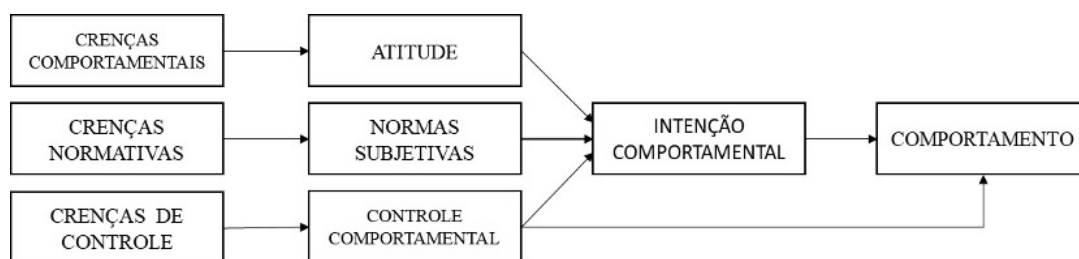 CRENÇAS
COMPORTAMENTAIS
ATITUDE
CRENÇAS
NORMATIVAS
NORMAS
SUBJETIVAS
INTENÇÃO
COMPORTAMENTAL
COMPORTAMENTO
CRENÇAS DE
CONTROLE
CONTROLE
COMPORTAMENTAL